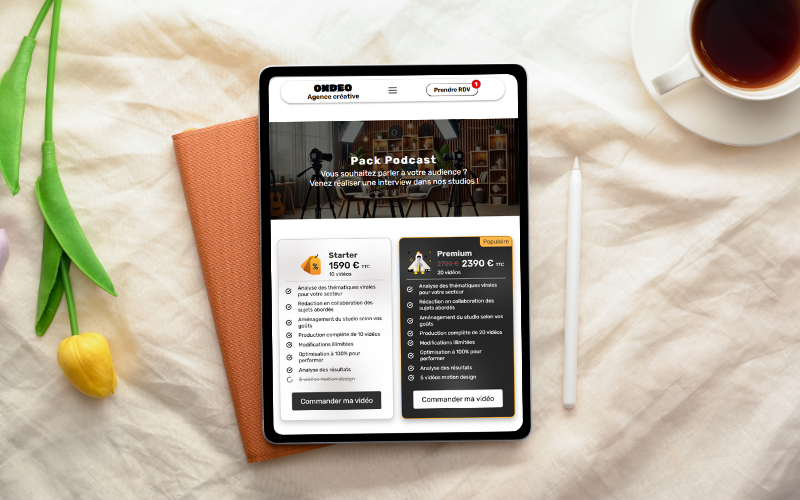 ONDEO
Agence créative
Prendre RDV
1
Pack Podcast
Vous souhaitez parler à votre audience ?
Venez réaliser une interview dans nos studios !
Starter
1590 € TTC
10 vidéos
Analyse des thématiques virales
pour votre secteur
Rédaction en collaboration des
sujets abordés
Aménagement du studio selon vos
goûts
Production complète de 10 vidéos
Modifications illimitées
Optimisation à 100% pour
performer
Analyse des résultats
5 vidéos motion design
Commander ma vidéo
Populaire
Premium
2700 € 2390 € TTC
20 vidéos
Analyse des thématiques virales
pour votre secteur
Rédaction en collaboration des
sujets abordés
Aménagement du studio selon vos
goûts
Production complète de 20 vidéos
Modifications illimitées
Optimisation à 100% pour
performer
Analyse des résultats
5 vidéos motion design
Commander ma vidéo